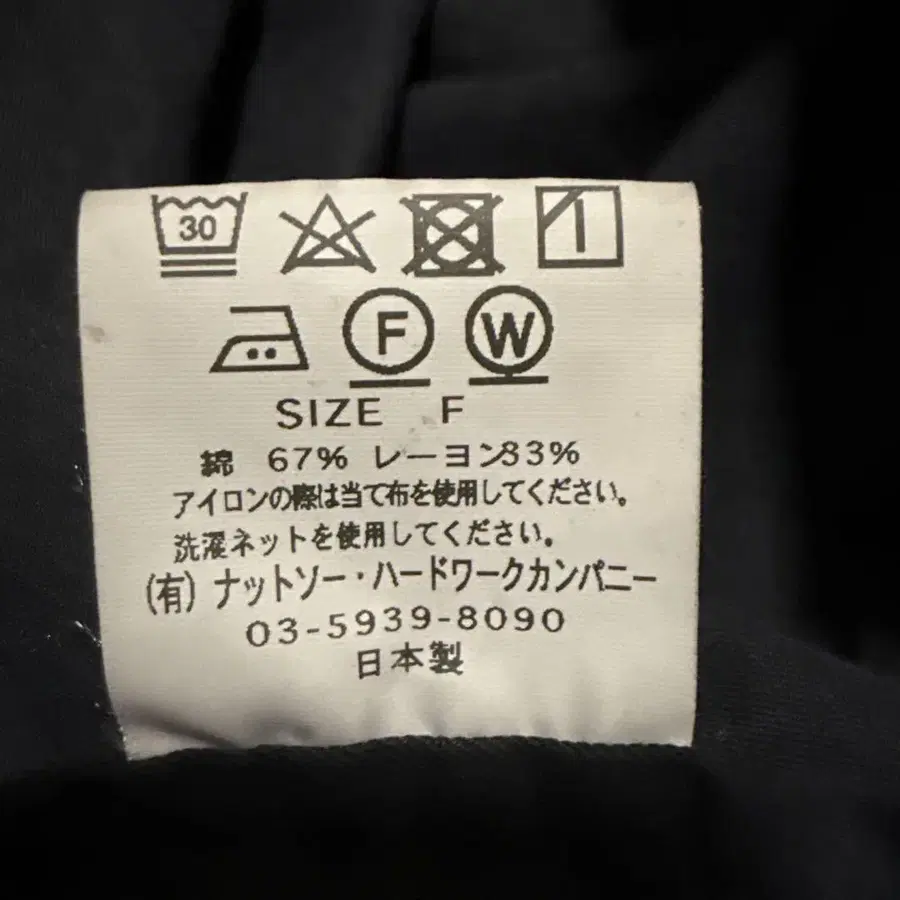 30
F W
SIZE F
綿 67% レーヨン33%
アイロンの際は当て布を使用してください。
洗濯ネットを使用してください。
(有) ナットソー・ハードワークカンパニー
03-5939-8090
日本製